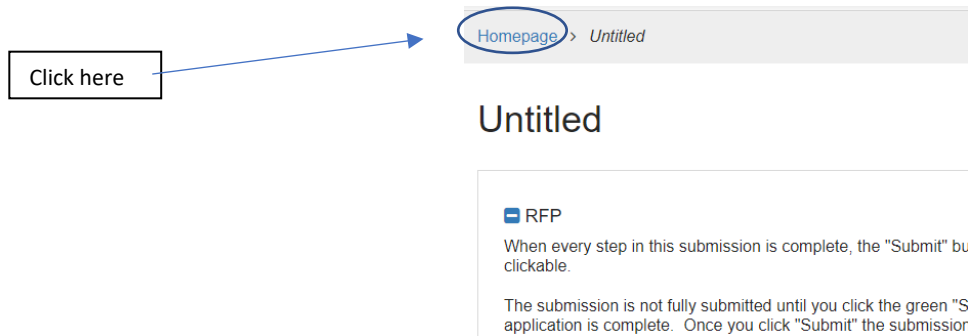 Homepage > Untitled
Click here
Untitled
RFP
When every step in this submission is complete, the "Submit"
clickable.
The submission is not fully submitted until you click the green
application is complete. Once you click "Submit" the submission